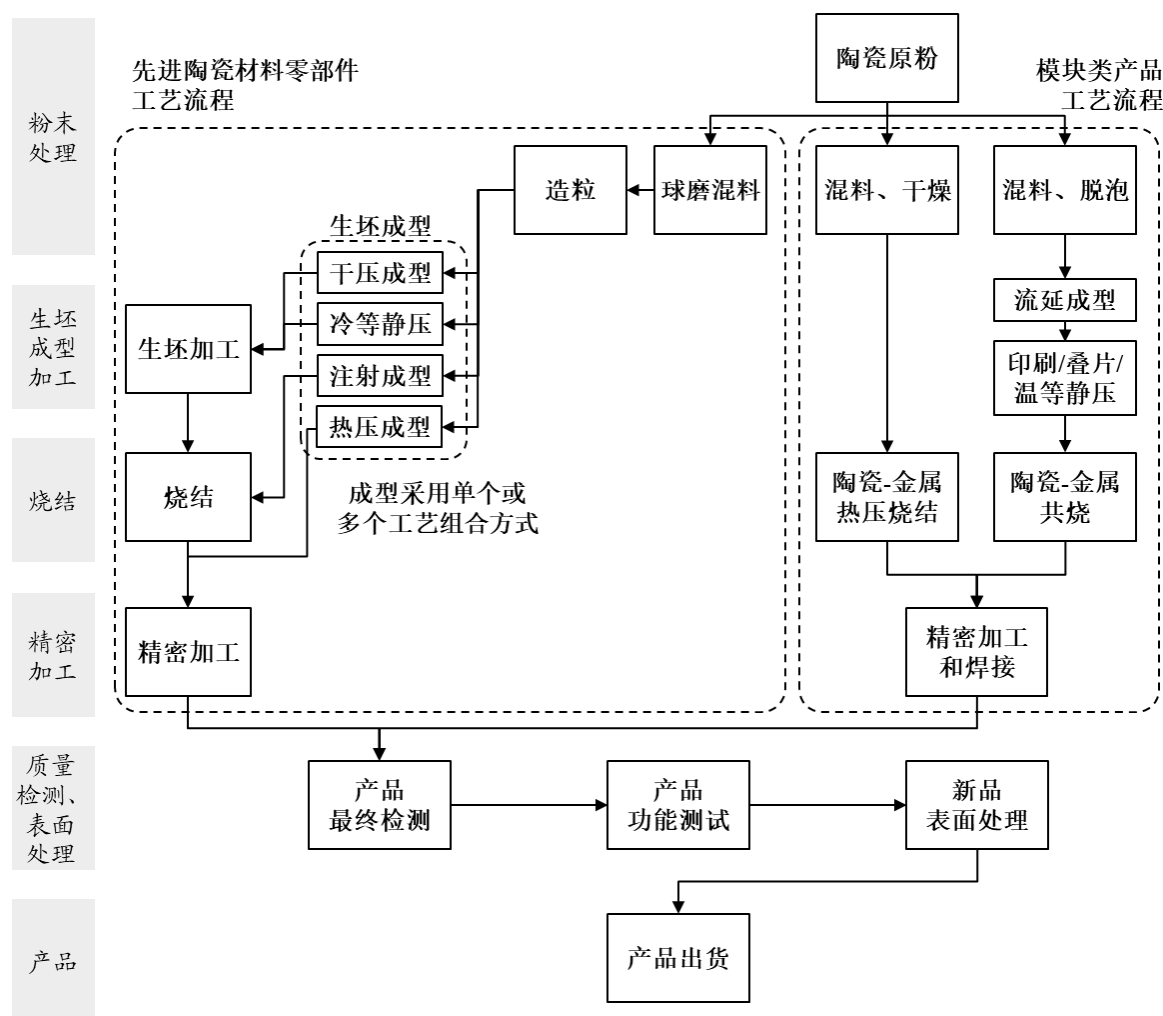 陶瓷原粉
先进陶瓷材料零部件
工艺流程
模块类产品
工艺流程
粉末
处理
造粒
球磨混料
混料、干燥
混料、脱泡
生坯成型
干压成型
冷等静压
注射成型
热压成型
生坯
成型
加工
生坯加工
流延成型
印刷/叠片/
温等静压
烧结
烧结
成型采用单个或
多个工艺组合方式
陶瓷-金属
热压烧结
陶瓷-金属
共烧
精密
加工
精密加工
精密加工
和焊接
质量
检测、
表面
处理
产品
最终检测
产品
功能测试
新品
表面处理
产品
产品出货